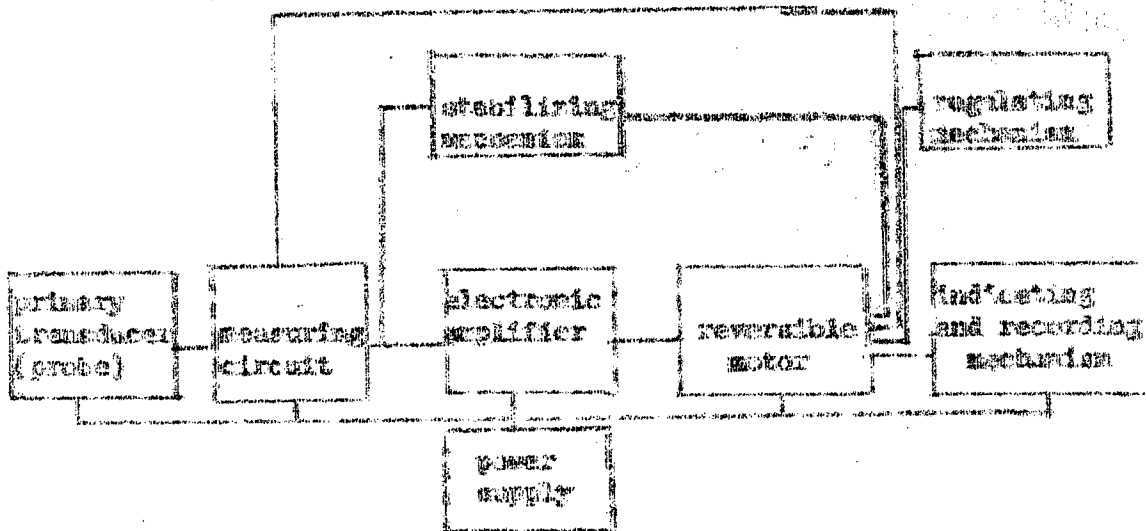 stabilizing
mechanism
regulating
mechanism
primary
transducer
(probe)
measuring
circuit
electronic
amplifier
reversible
motor
indicating
and recording
mechanism
power
supply